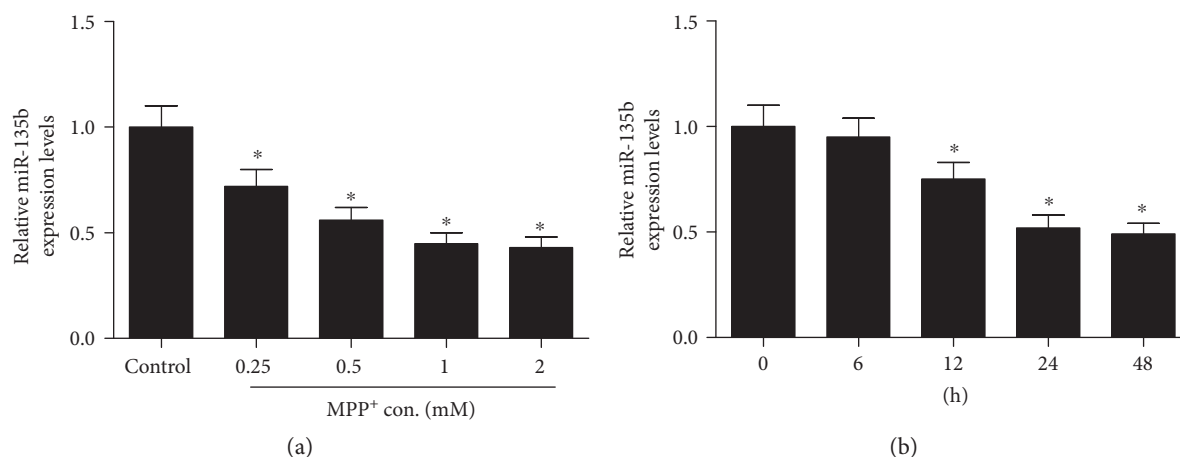 1.5
1.0
0.5
0.0
Relative miR-135b
expression levels
*
*
*
*
Control 0.25 0.5 1 2
MPP⁺ con. (mM)
(a)
1.5
1.0
0.5
0.0
Relative miR-135b
expression levels
*
*
*
0 6 12 24 48
(h)
(b)